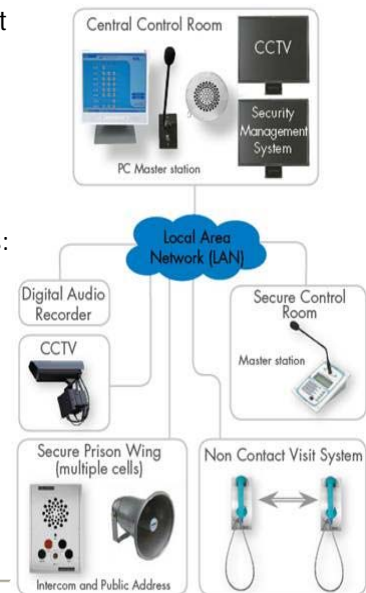 t
Central Control Room
CCTV
Security
Management
System
PC Master station
:
Local Area
Network (LAN)
Digital Audio
Recorder
Secure Control
Room
CCTV
Master station
Secure Prison Wing
(multiple cells)
Non Contact Visit System
Intercom and Public Address